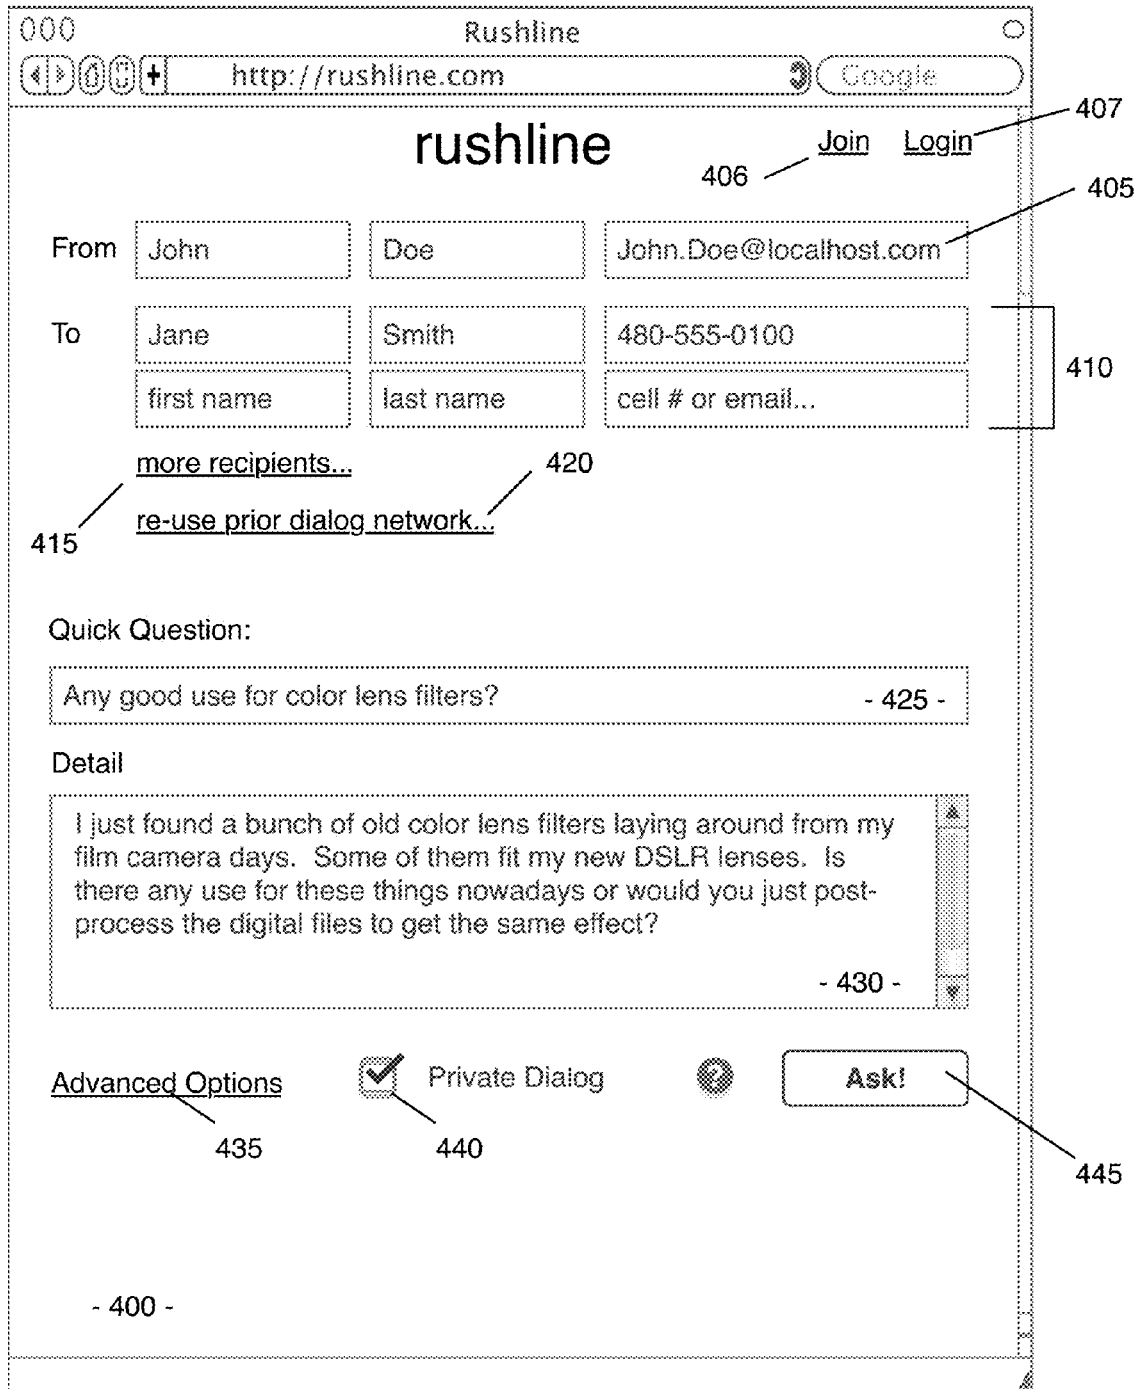 Rushline
http://rushline.com Google
407
rushline Join Login
406
405
From John Doe John.Doe@localhost.com
To Jane Smith 480-555-0100
410
first name last name cell # or email...
more recipients... 420
re-use prior dialog network...
415
Quick Question:
Any good use for color lens filters? - 425 -
Detail
I just found a bunch of old color lens filters laying around from my
film camera days. Some of them fit my new DSLR lenses. Is
there any use for these things nowadays or would you just post-
process the digital files to get the same effect?
- 430 -
Advanced Options Private Dialog ? Ask!
435 440
445
- 400 -